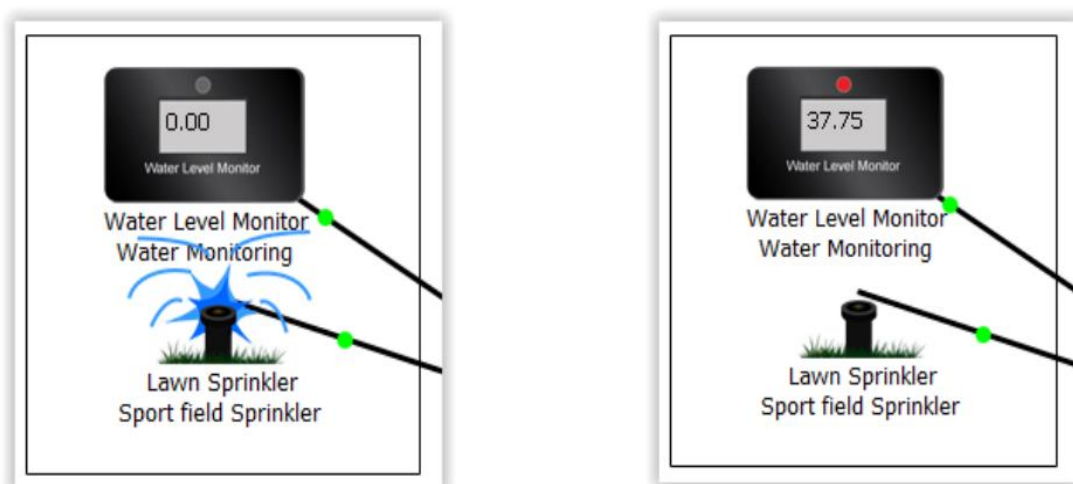 0.00
Water Level Monitor
Water Level Monitor
Water Monitoring
Lawn Sprinkler
Sport field Sprinkler
37.75
Water Level Monitor
Water Level Monitor
Water Monitoring
Lawn Sprinkler
Sport field Sprinkler